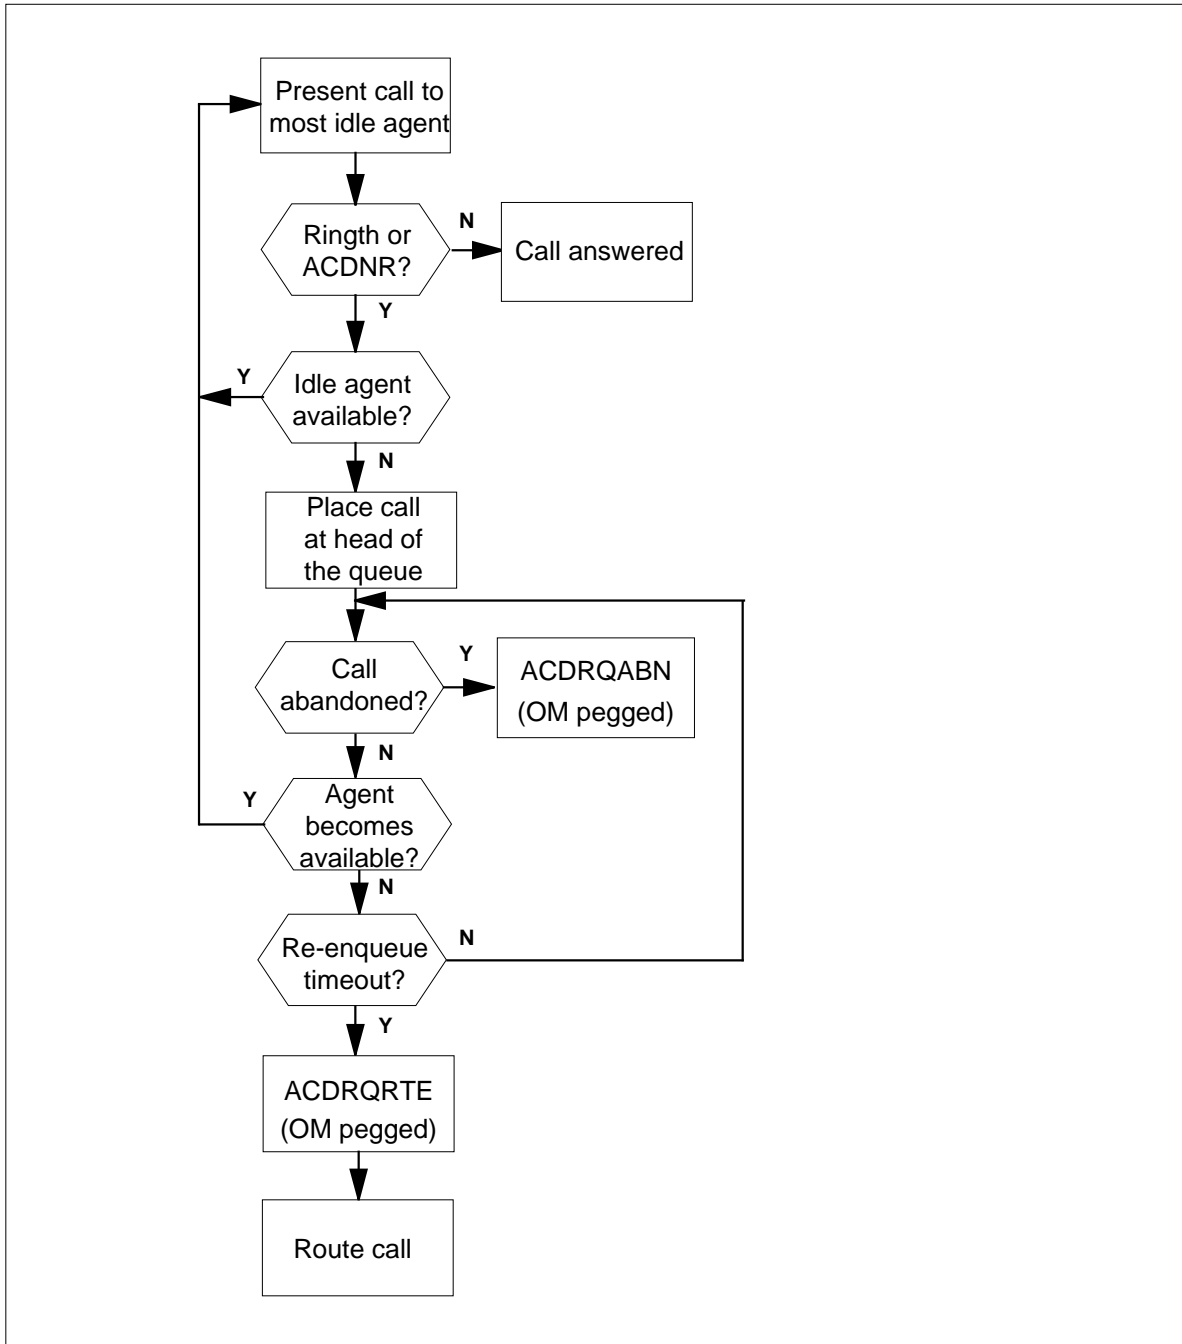 Present call to
most idle agent
Ringth or
ACDNR?
N
Call answered
Y
Idle agent
available?
Y
N
Place call
at head of
the queue
Call
abandoned?
Y
ACDRQABN
(OM pegged)
N
Agent
becomes
available?
Y
N
Re-enqueue
timeout?
N
Y
ACDRQRTE
(OM pegged)
Route call